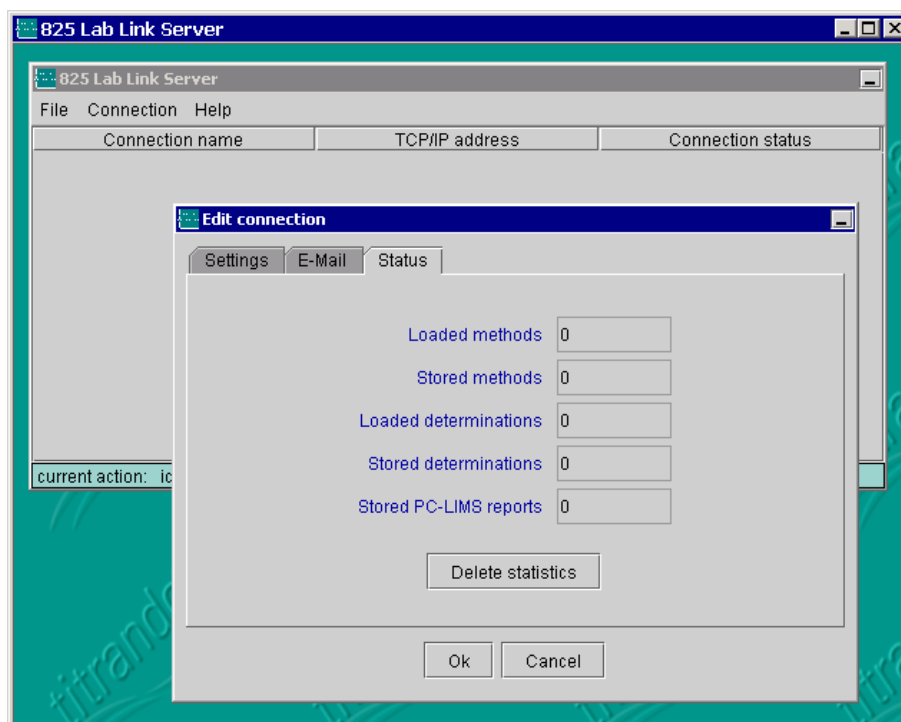 825 Lab Link Server
825 Lab Link Server
File Connection Help
Connection name TCP/IP address Connection status
Edit connection
Settings E-Mail Status
Loaded methods 0
Stored methods 0
Loaded determinations 0
Stored determinations 0
current action:
Stored PC-LIMS reports 0
Delete statistics
Ok Cancel
titrando